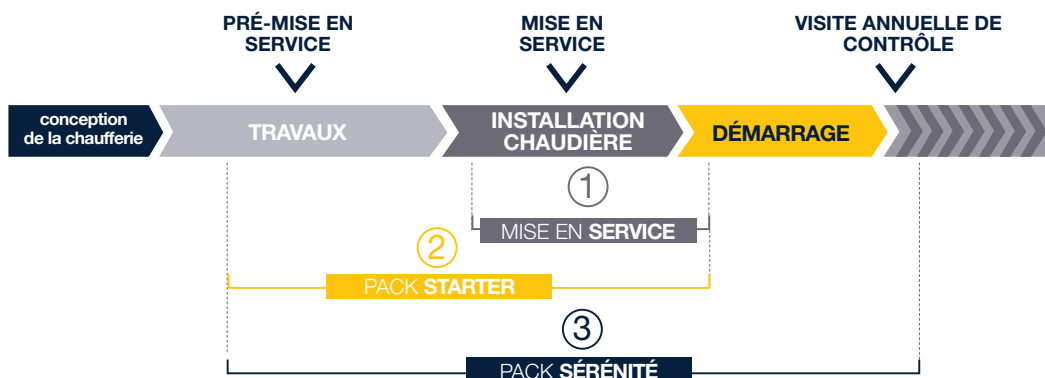 PRÉ-MISE EN
SERVICE
MISE EN
SERVICE
VISITE ANNUELLE DE
CONTRÔLE
conception
de la chaufferie
TRAVAUX
INSTALLATION
CHAUDIÈRE
DÉMARRAGE
1
MISE EN SERVICE
2
PACK STARTER
3
PACK SÉRÉNITÉ